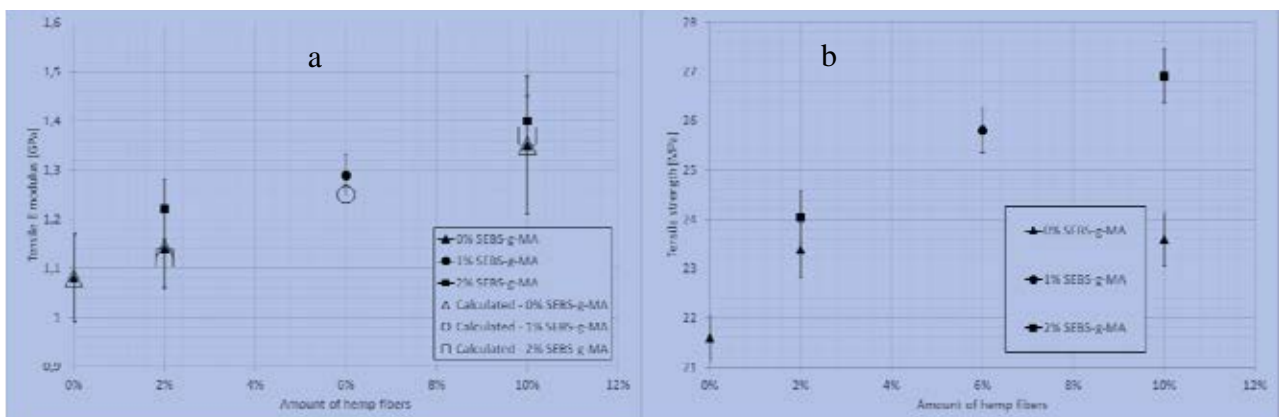 a
1,6
1,5
1,4
1,3
1,2
1,1
1
0,9
Tensile E modulus [GPa]
0% 2% 4% 6% 8% 10% 12%
Amount of hemp fibers
0% SEBS-g-MA
1% SEBS-g-MA
2% SEBS-g-MA
Calculated - 0% SEBS-g-MA
Calculated - 1% SEBS-g-MA
Calculated - 2% SEBS g-MA
b
28
27
26
25
24
23
22
21
Tensile strength [MPa]
0% 2% 4% 6% 8% 10% 12%
Amount of hemp fibers
0% SEBS-g-MA
1% SEBS-g-MA
2% SEBS-g-MA